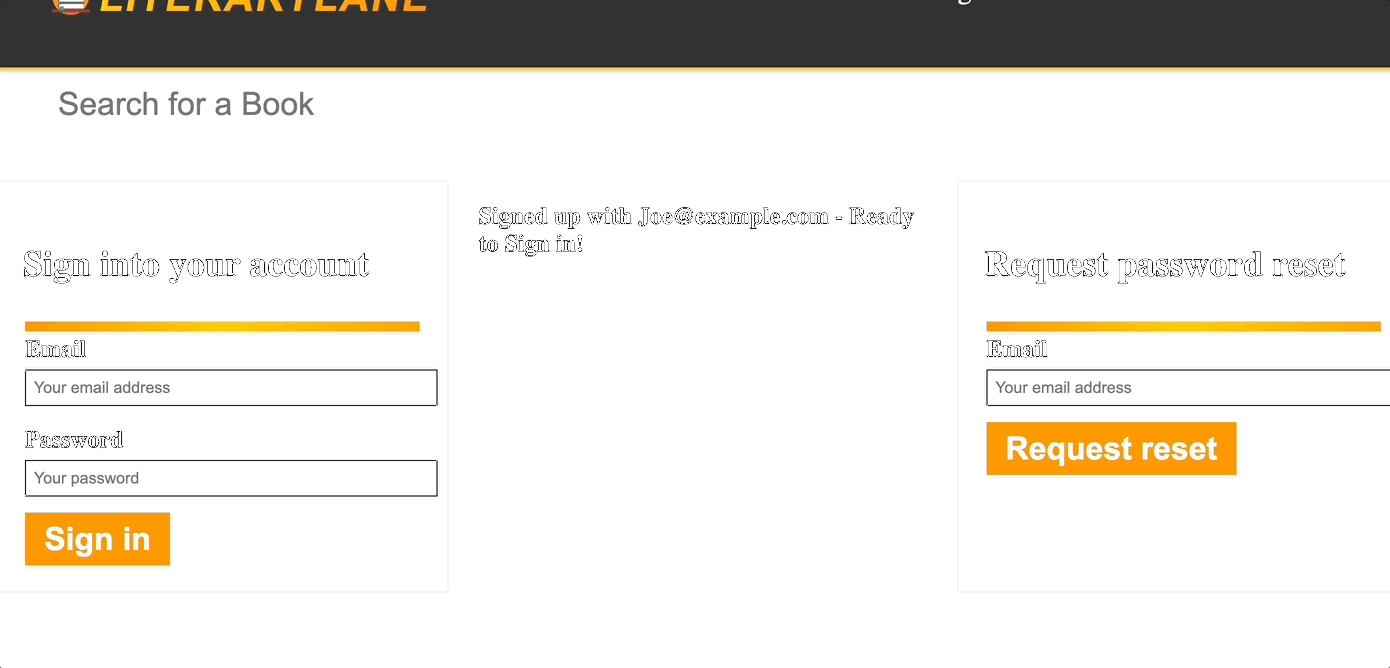 LITERARYLANE
Search for a Book
Sign into your account
Email
Your email address
Password
Your password
Sign in
Signed up with Joe@example.com - Ready
to Sign in!
Request password reset
Email
Your email address
Request reset